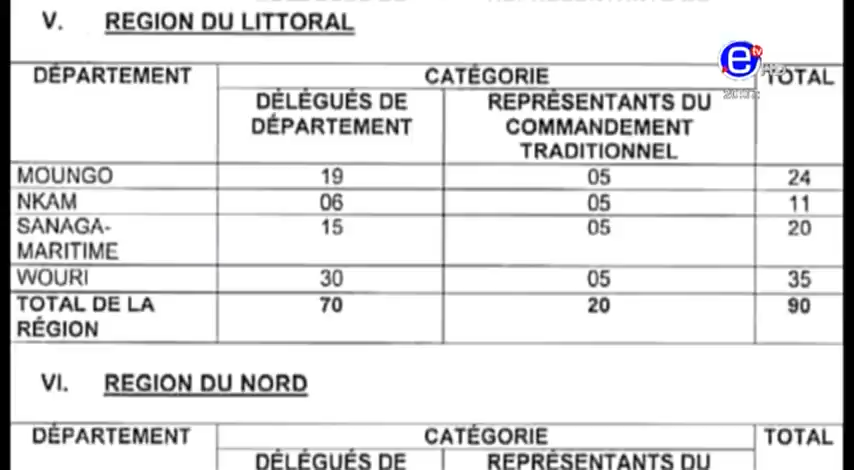 V. REGION DU LITTORAL
DÉPARTEMENT CATÉGORIE TOTAL
DÉLÉGUÉS DE DÉPARTEMENT REPRÉSENTANTS DU COMMANDEMENT TRADITIONNEL
MOUNGO 19 05 24
NKAM 06 05 11
SANAGA-
MARITIME 15 05 20
WOURI 30 05 35
TOTAL DE LA
RÉGION 70 20 90
VI. REGION DU NORD
DÉPARTEMENT CATÉGORIE TOTAL
DÉLÉGUÉS DE REPRÉSENTANTS DU
e tv